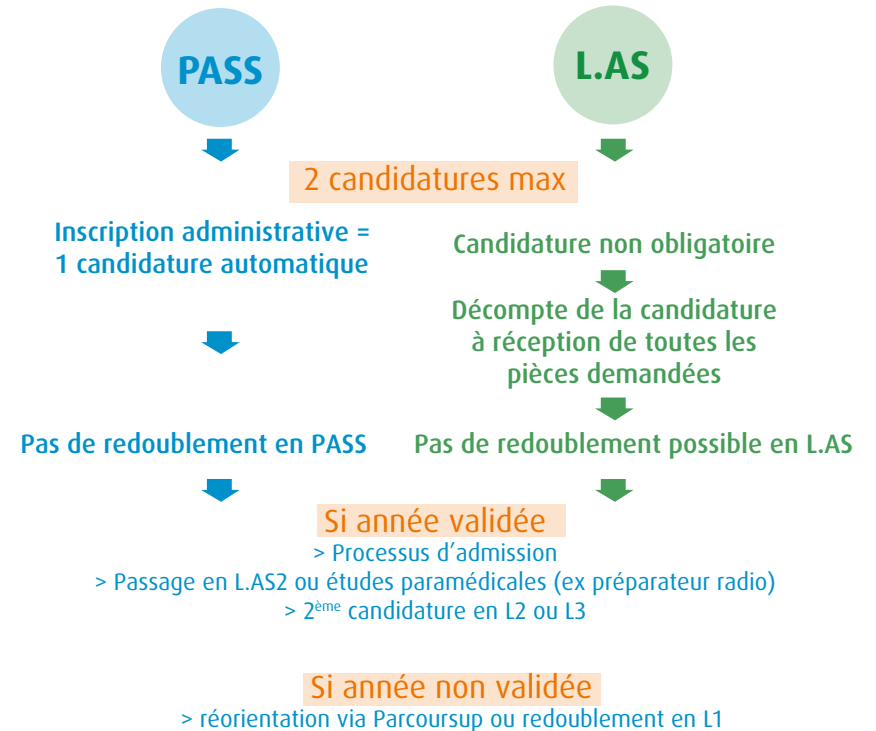 PASS
L.AS
2 candidatures max
Inscription administrative =
1 candidature automatique
Candidature non obligatoire
Décompte de la candidature
à réception de toutes les
pièces demandées
Pas de redoublement en PASS
Pas de redoublement possible en L.AS
Si année validée
> Processus d'admission
> Passage en L.AS2 ou études paramédicales (ex préparateur radio)
> 2ème candidature en L2 ou L3
Si année non validée
> réorientation via Parcoursup ou redoublement en L1